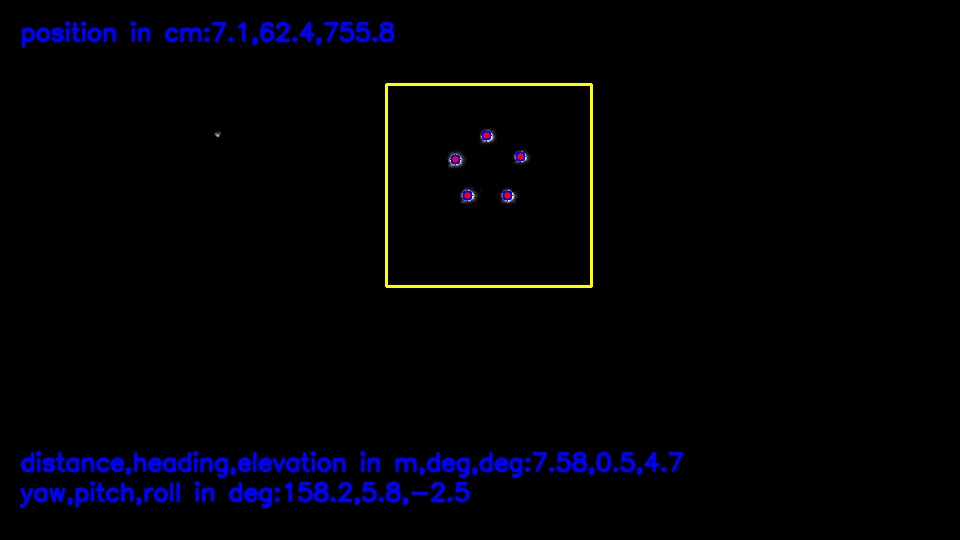 position in cm:7.1,62.4,755.8
distance,heading,elevation in m,deg,deg:7.58,0.5,4.7
yaw,pitch,roll in deg:158.2,5.8,-2.5